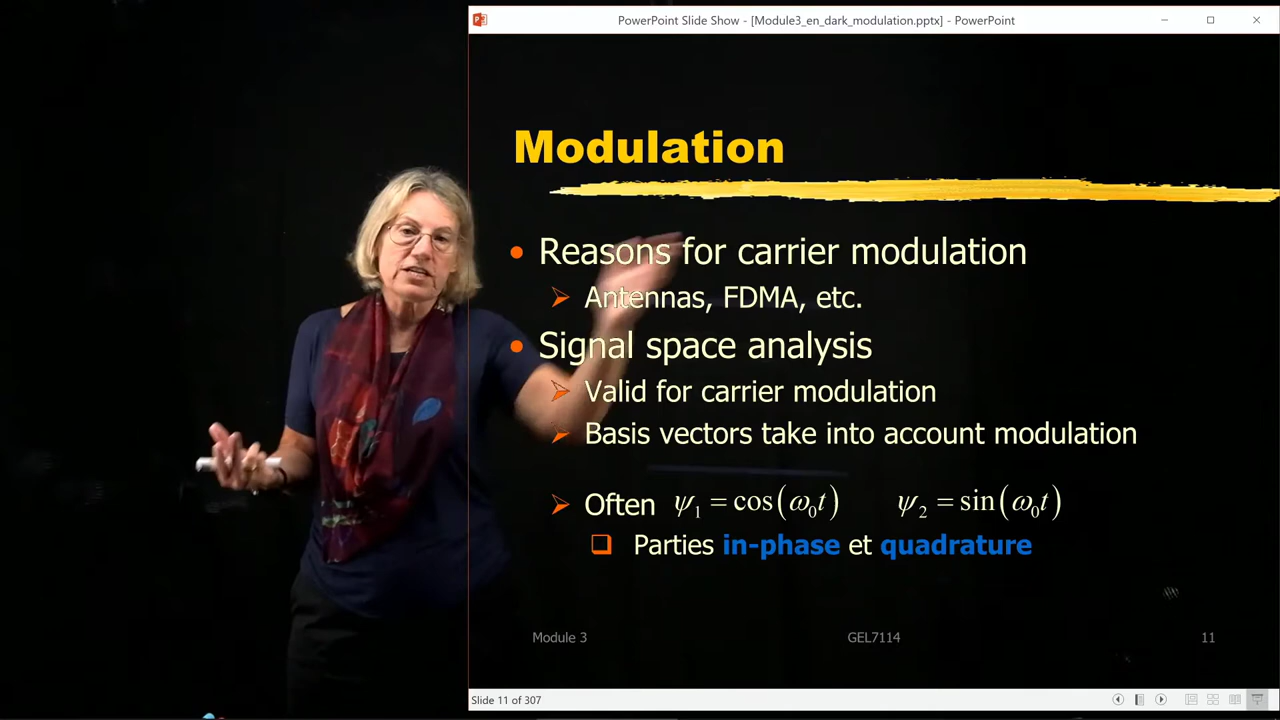 PowerPoint Slide Show - [Module3_en_dark_modulation.pptx] - PowerPoint
Modulation
• Reasons for carrier modulation
Antennas, FDMA, etc.
• Signal space analysis
Valid for carrier modulation
Basis vectors take into account modulation
Often ψ₁ = cos(ω₀t) ψ₂ = sin(ω₀t)
Parties in-phase et quadrature
Module 3 GEL7114 11
Slide 11 of 307